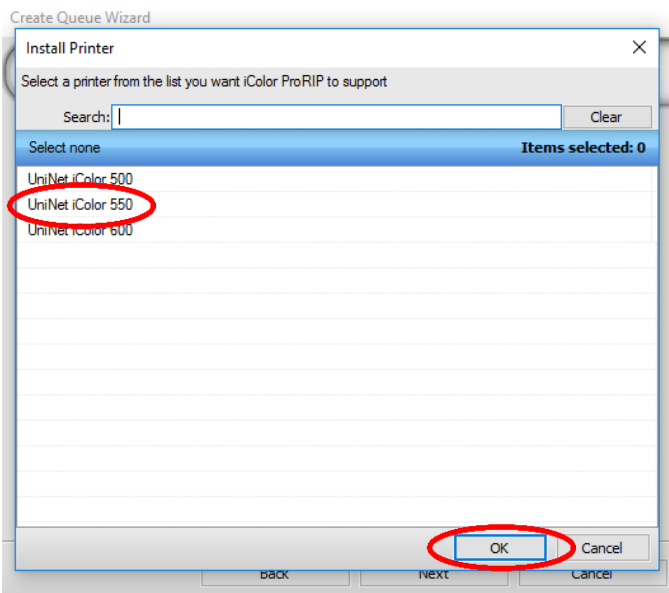 Create Queue Wizard
Install Printer
Select a printer from the list you want iColor ProRIP to support
Search: Clear
Select none Items selected: 0
UniNet iColor 500
UniNet iColor 550
UniNet iColor 600
OK Cancel
Back Next Cancel